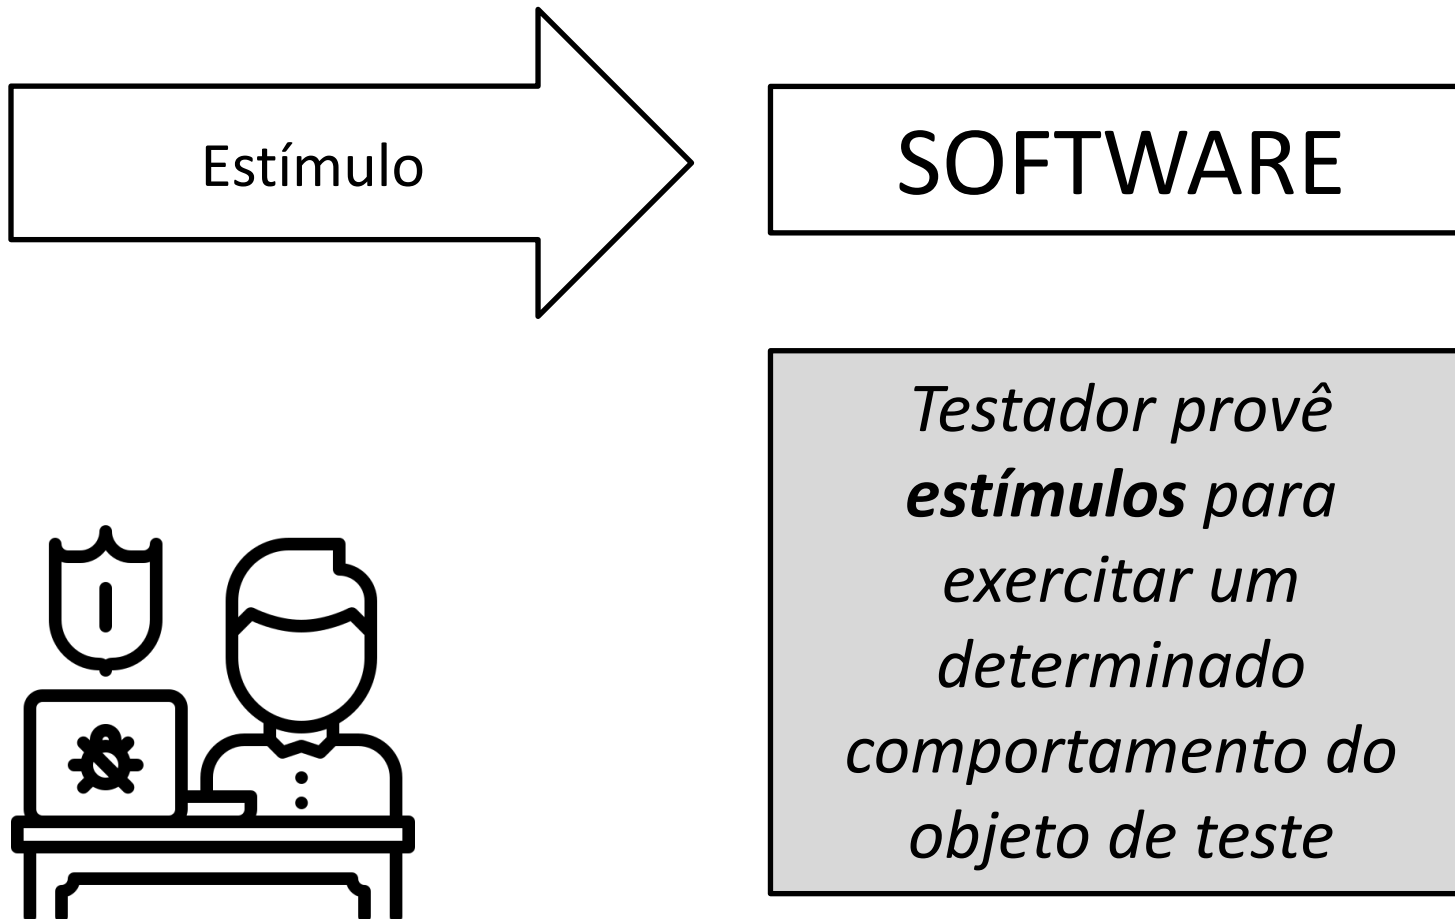 Estímulo
SOFTWARE
Testador provê
estímulos para
exercitar um
determinado
comportamento do
objeto de teste